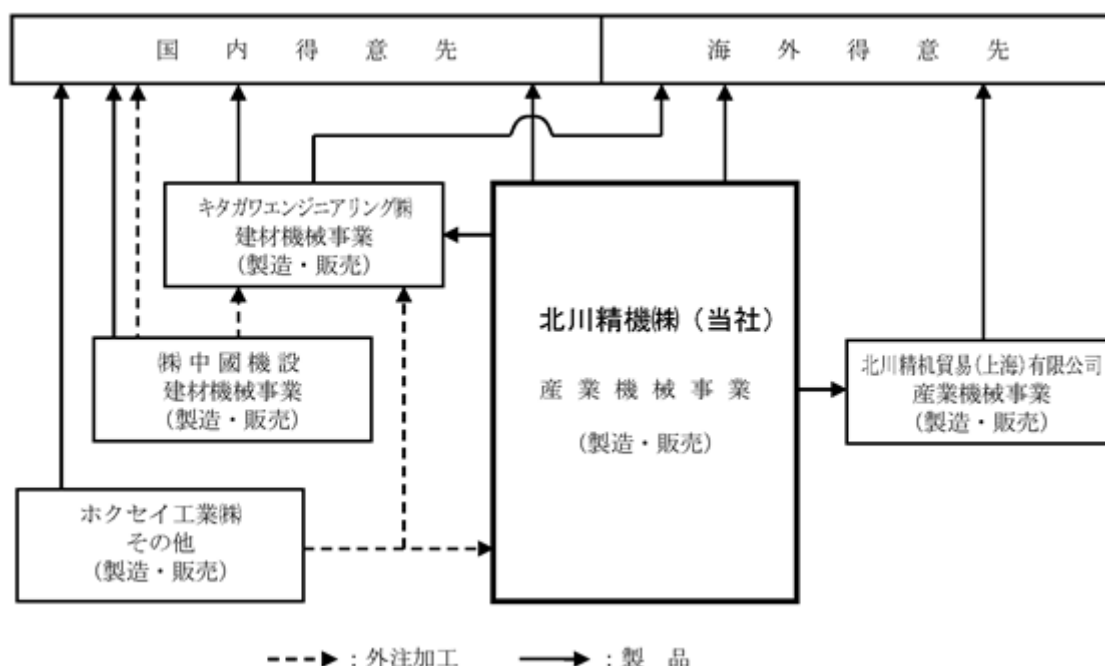 国内得意先
海外得意先
キタガワエンジニアリング㈱
建材機械事業
(製造・販売)
北川精機㈱（当社）
産業機械事業
(製造・販売)
㈱中國機設
建材機械事業
(製造・販売)
北川精机貿易(上海)有限公司
産業機械事業
(製造・販売)
ホクセイ工業㈱
その他
(製造・販売)
：外注加工
：製品